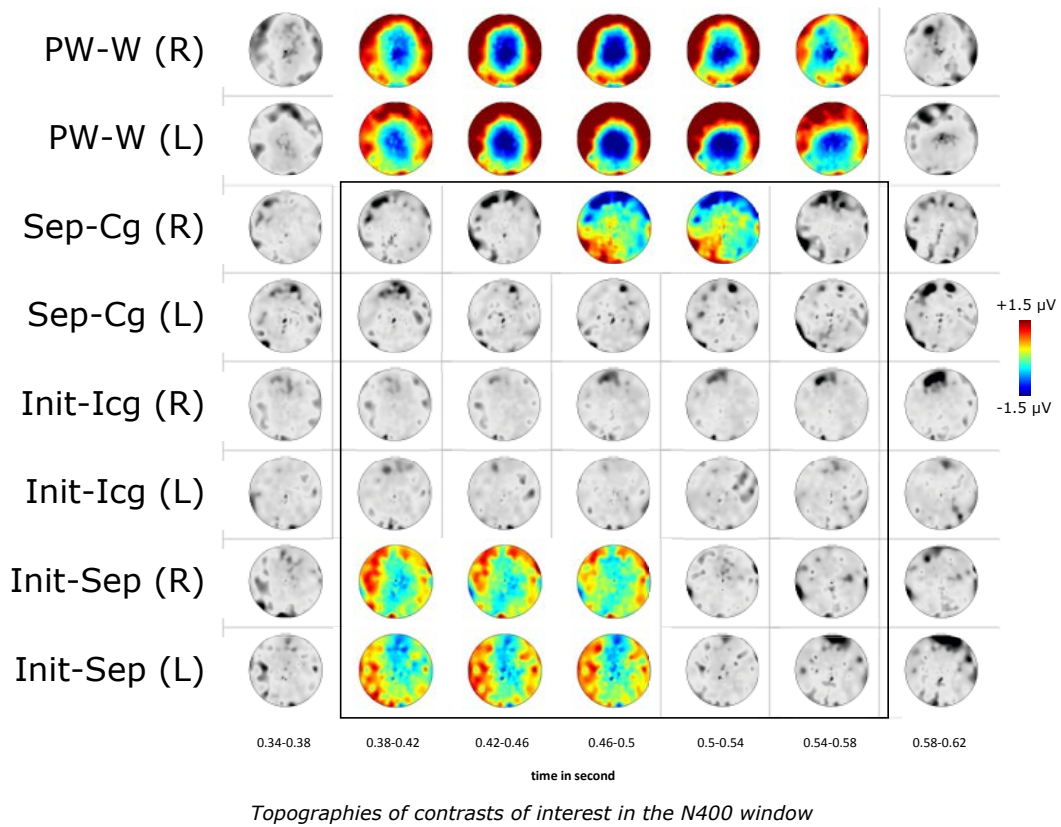 PW-W (R)
PW-W (L)
Sep-Cg (R)
Sep-Cg (L)
+1.5 µV
Init-Icg (R)
-1.5 µV
Init-Icg (L)
Init-Sep (R)
Init-Sep (L)
0.34-0.38 0.38-0.42 0.42-0.46 0.46-0.5 0.5-0.54 0.54-0.58 0.58-0.62
time in second
Topographies of contrasts of interest in the N400 window